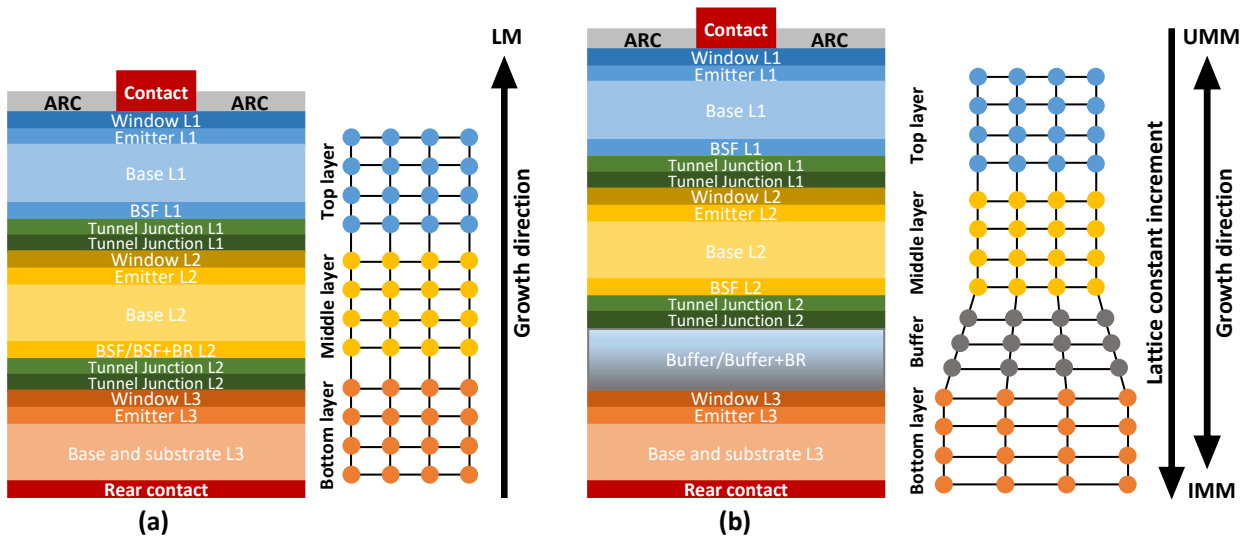 LM
Contact
ARC
ARC
Window L1
Emitter L1
Base L1
BSF L1
Tunnel Junction L1
Tunnel Junction L1
Window L2
Emitter L2
Base L2
BSF/BSF+BR L2
Tunnel Junction L2
Tunnel Junction L2
Window L3
Emitter L3
Base and substrate L3
Rear contact
Top layer
Middle layer
Bottom layer
Growth direction
(a)
Contact
ARC
ARC
Window L1
Emitter L1
Base L1
BSF L1
Tunnel Junction L1
Tunnel Junction L1
Window L2
Emitter L2
Base L2
BSF L2
Tunnel Junction L2
Tunnel Junction L2
Buffer/Buffer+BR
Window L3
Emitter L3
Base and substrate L3
Rear contact
Top layer
Middle layer
Buffer
Bottom layer
Lattice constant increment
UMM
Growth direction
IMM
(b)